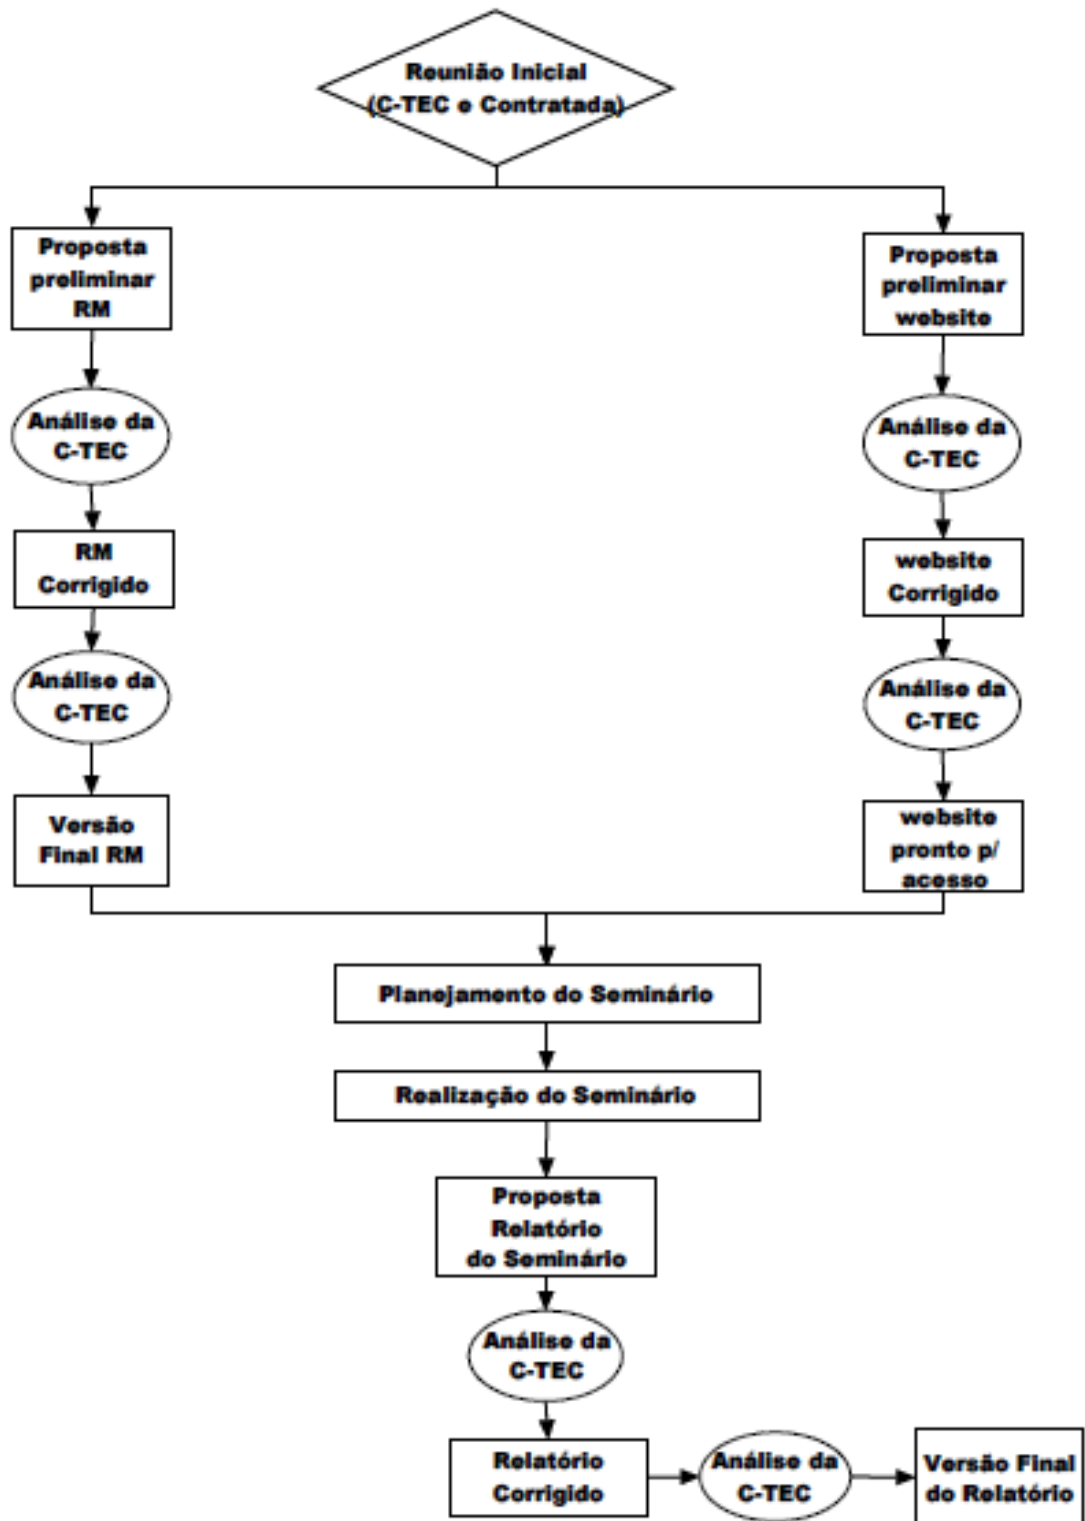 Reunião Inicial
(C-TEC e Contratada)
Proposta
preliminar
RM
Proposta
preliminar
website
Análise da
C-TEC
Análise da
C-TEC
RM
Corrigido
website
Corrigido
Análise da
C-TEC
Análise da
C-TEC
Versão
Final RM
website
pronto p/
acesso
Planejamento do Seminário
Realização do Seminário
Proposta
Relatório
do Seminário
Análise da
C-TEC
Relatório
Corrigido
Análise da
C-TEC
Versão Final
do Relatório